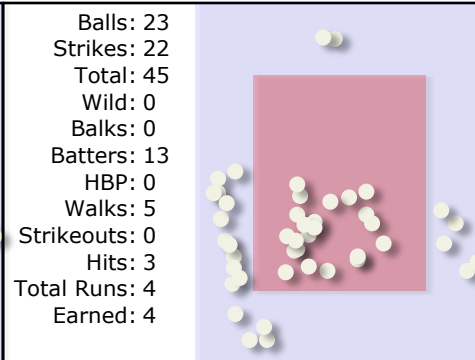 Balls: 23
Strikes: 22
Total: 45
Wild: 0
Balks: 0
Batters: 13
HBP: 0
Walks: 5
Strikeouts: 0
Hits: 3
Total Runs: 4
Earned: 4